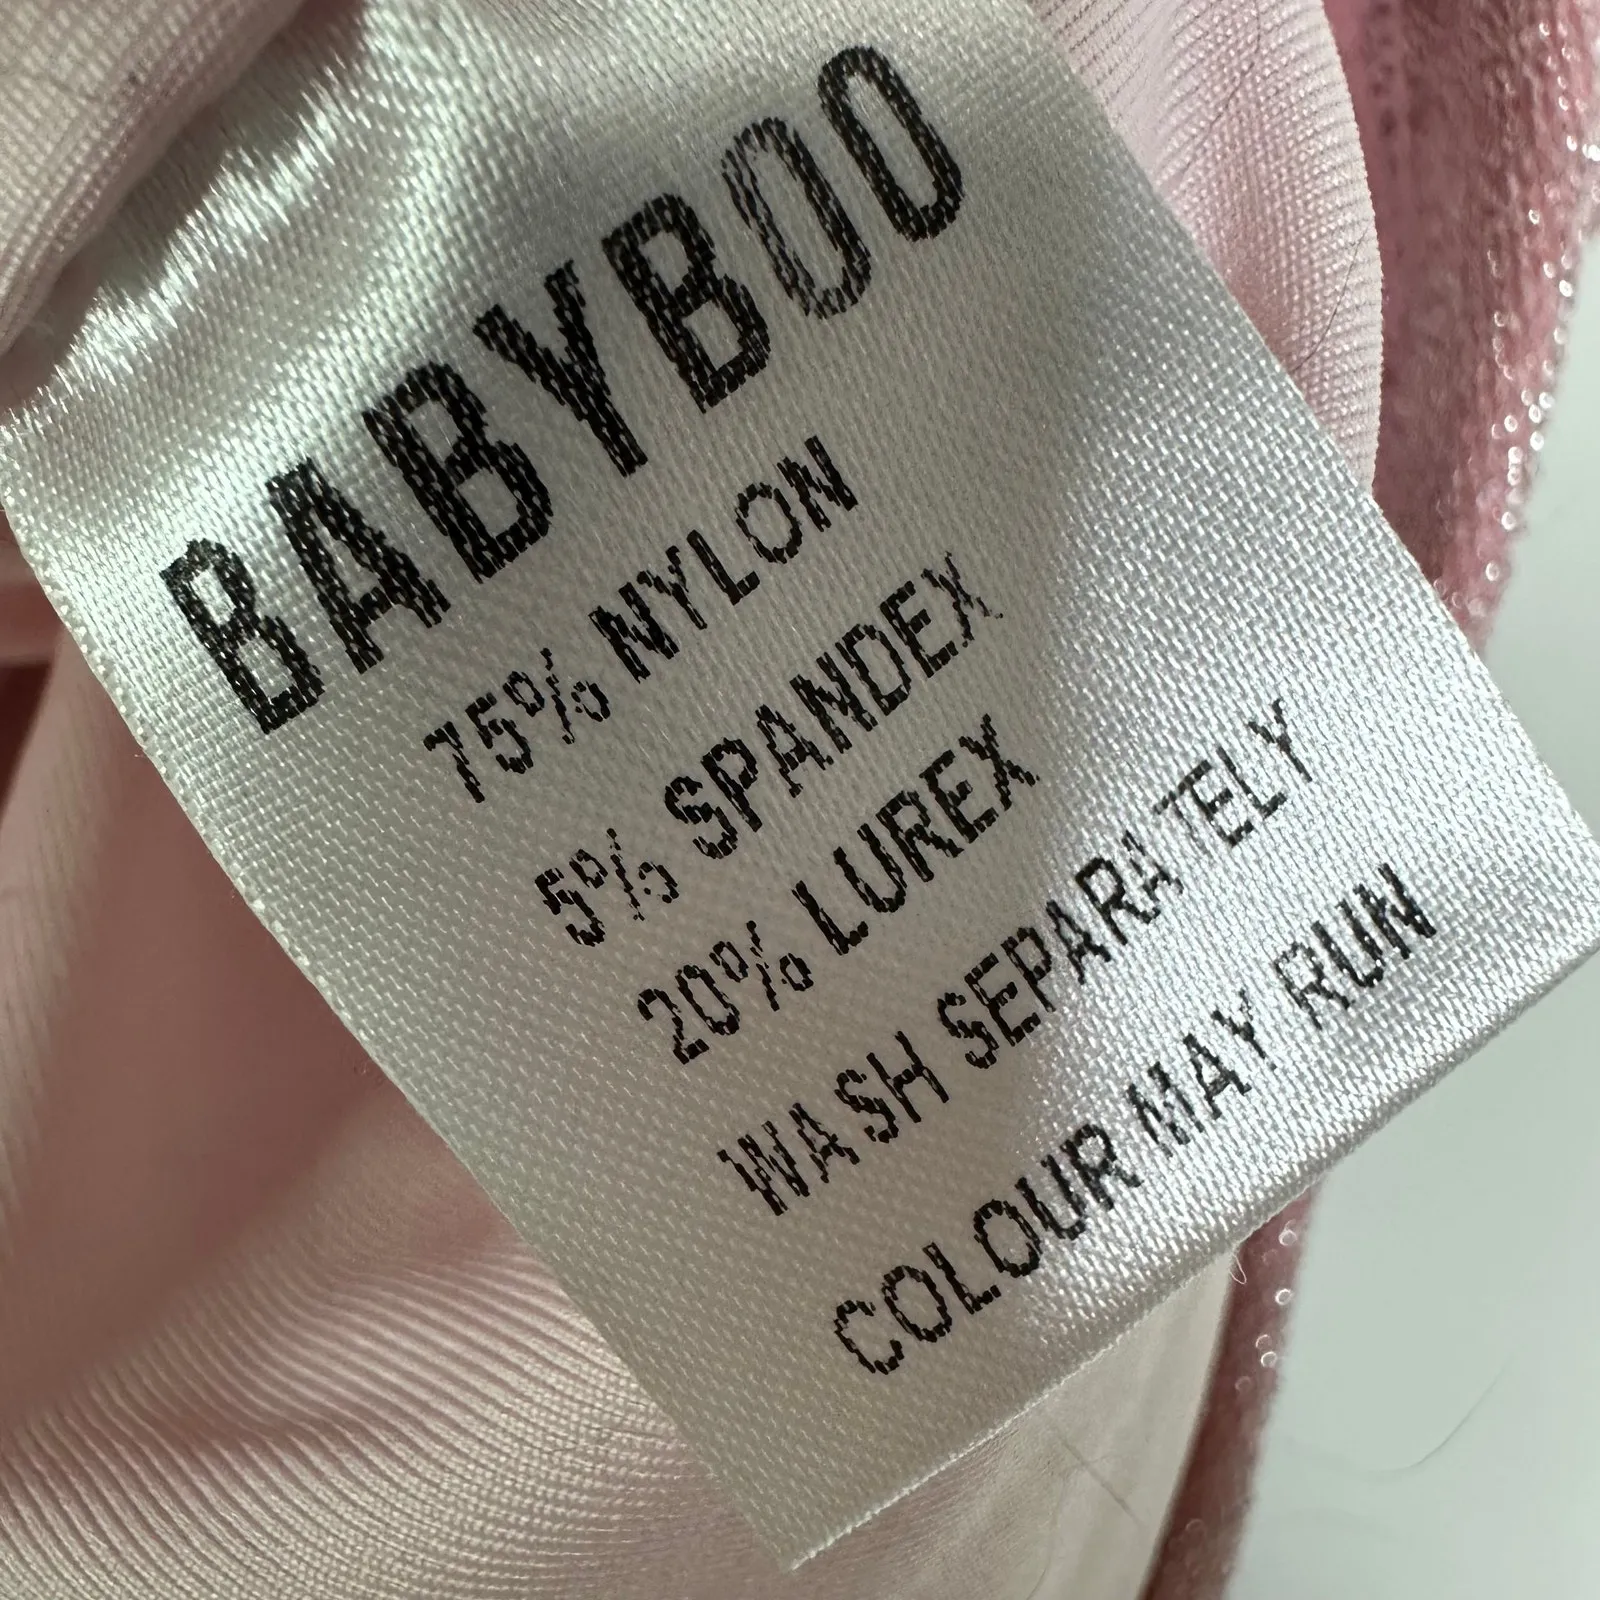 BABYBOO
75% NYLON
5% SPANDEX
20% LUREX
WASH SEPARATELY
COLOUR MAY RUN